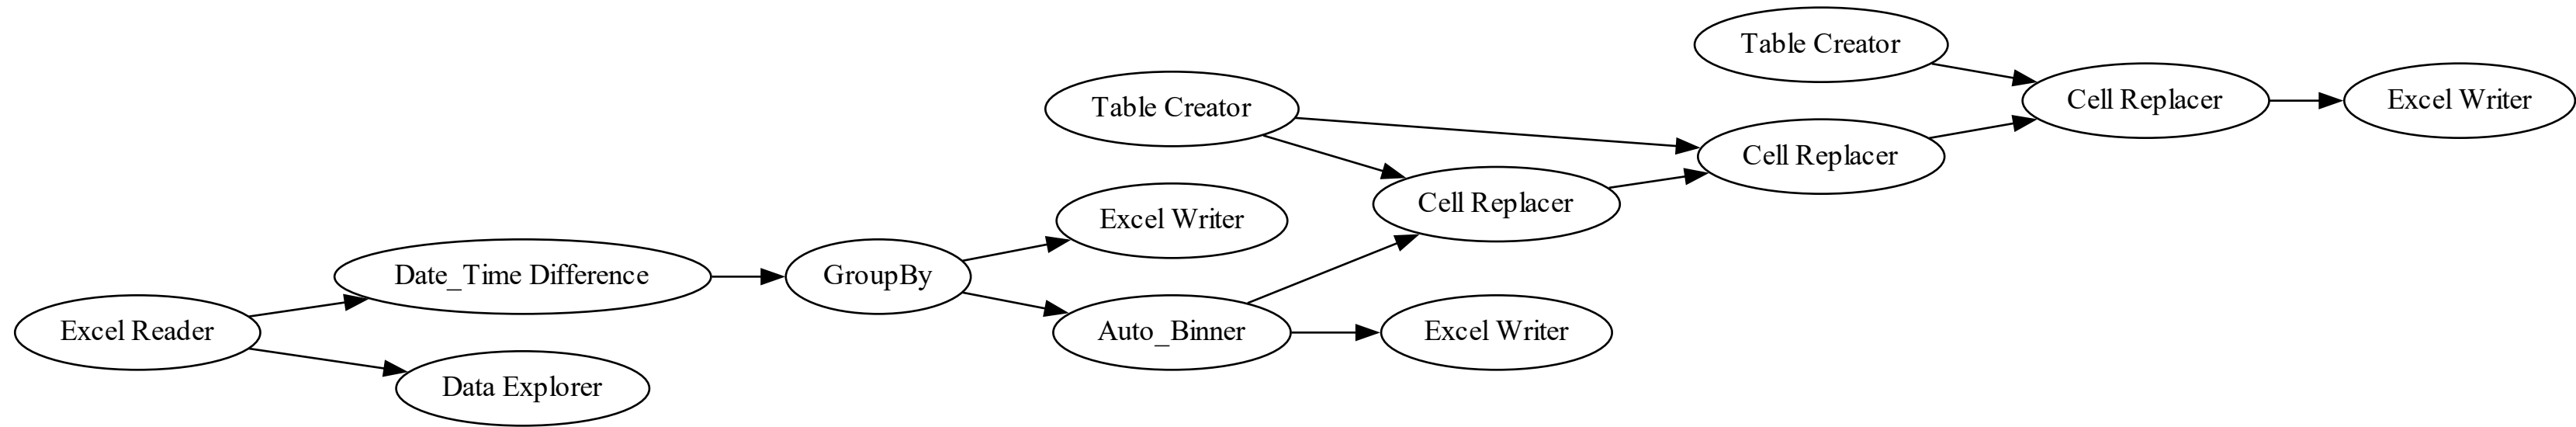 Table Creator
Cell Replacer
Excel Writer
Table Creator
Cell Replacer
Cell Replacer
Excel Writer
Date_Time Difference
GroupBy
Excel Reader
Auto_Binner
Excel Writer
Data Explorer